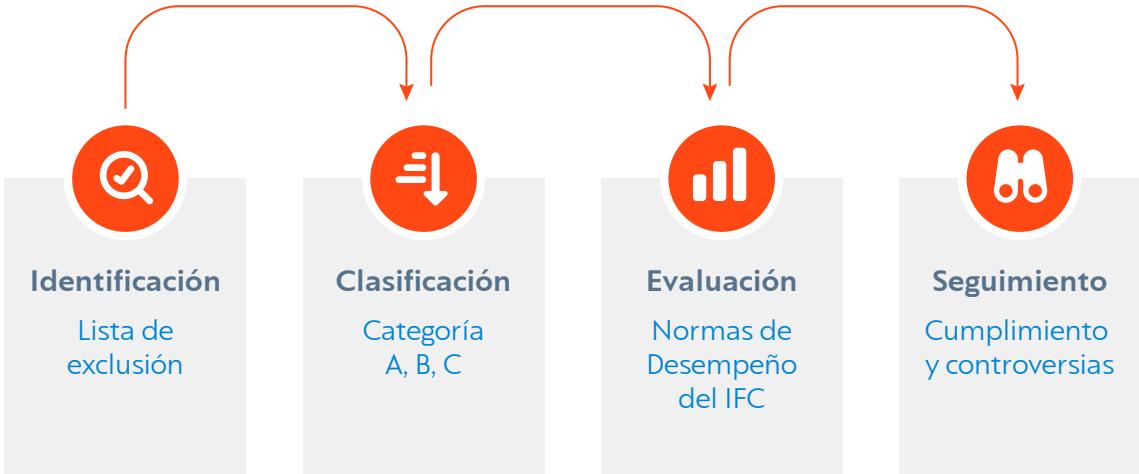 Identificación
Lista de
exclusión
Clasificación
Categoría
A, B, C
Evaluación
Normas de
Desempeño
del IFC
Seguimiento
Cumplimiento
y controversias